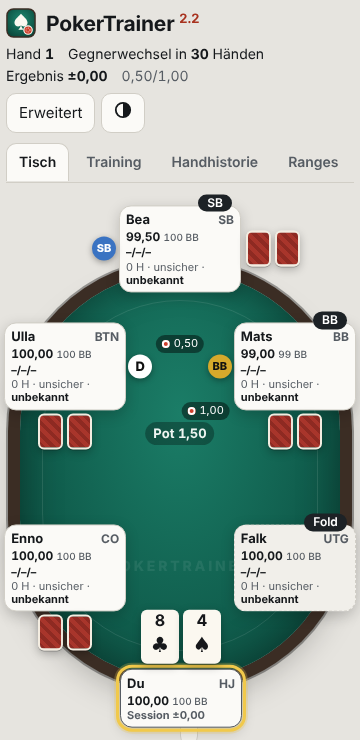 PokerTrainer 2.2
Hand 1 Gegnerwechsel in 30 Händen
Ergebnis ±0,00 0,50/1,00
Erweitert
Tisch Training Handhistorie Ranges
SB
Bea SB
99,50 100 BB
–/–/–
0 H · unsicher ·
unbekannt
SB
Ulla BTN
100,00 100 BB
–/–/–
0 H · unsicher ·
unbekannt
D
BB
Mats BB
99,00 99 BB
–/–/–
0 H · unsicher ·
unbekannt
BB
0,50
1,00
Pot 1,50
Enno CO
100,00 100 BB
–/–/–
0 H · unsicher ·
unbekannt
Fold
Falk UTG
100,00 100 BB
–/–/–
0 H · unsicher ·
unbekannt
OKERTRAINE
8 4
Du HJ
100,00 100 BB
Session ±0,00